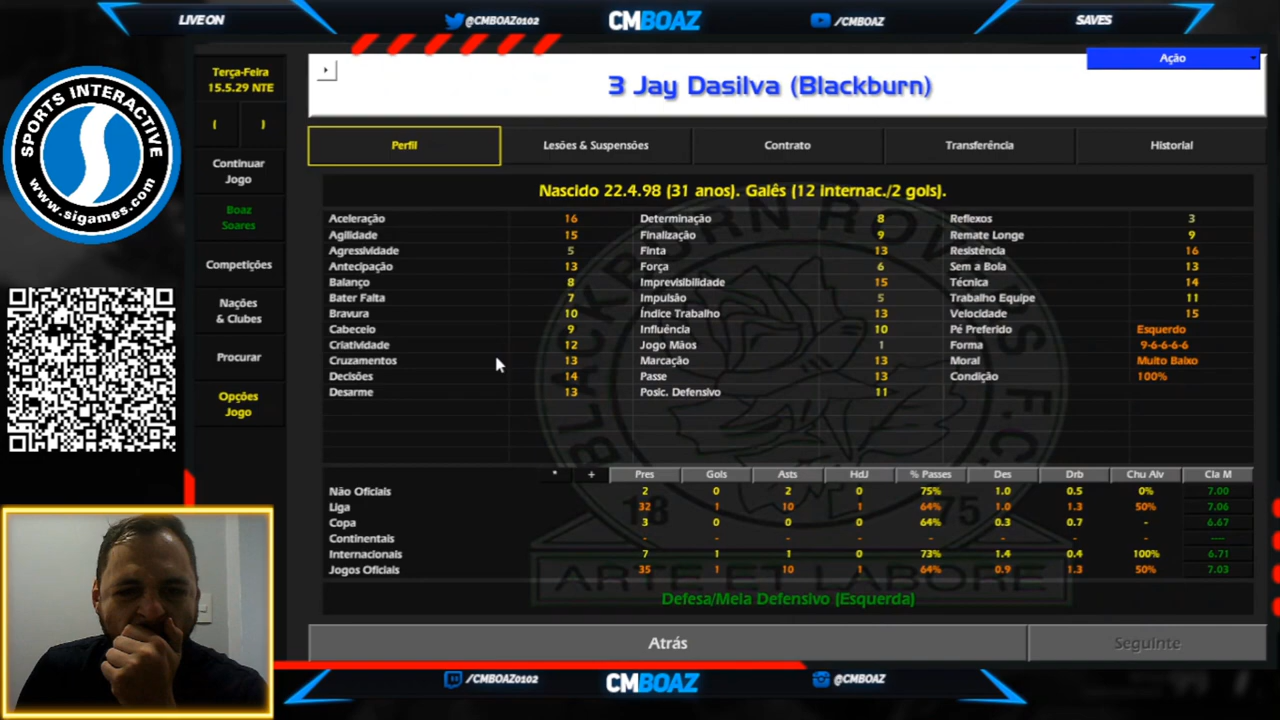 LIVE ON
@CMBOAZ0102
CMBOAZ
/CMBOAZ
SAVES
SPORTS INTERACTIVE
www.sigames.com
Terça-Feira
15.5.29 NTE
Continuar
Jogo
Boaz
Soares
Competições
Nações
& Clubes
Procurar
Opções
Jogo
Ação
3 Jay Dasilva (Blackburn)
Perfil Lesões & Suspensões Contrato Transferência Historial
Nascido 22.4.98 (31 anos). Galês (12 internac./2 gols).
Aceleração 16 Determinação 8 Reflexos 3
Agilidade 15 Finalização 9 Remate Longe 9
Agressividade 5 Finta 13 Resistência 16
Antecipação 13 Força 6 Sem a Bola 13
Balanço 8 Imprevisibilidade 15 Técnica 14
Bater Falta 7 Impulsão 5 Trabalho Equipe 11
Bravura 10 Índice Trabalho 13 Velocidade 15
Cabeceio 9 Influência 10 Pé Preferido Esquerdo
Criatividade 12 Jogo Mãos 1 Forma 9-6-6-6-6
Cruzamentos 13 Marcação 13 Moral Muito Baixo
Decisões 14 Passe 13 Condição 100%
Desarme 13 Posic. Defensivo 11
* + Pres Gols Asts HdJ % Passes Des Drb Chu Alv Cla M
Não Oficiais 2 0 2 0 75% 1.0 0.5 0% 7.00
Liga 32 1 10 1 64% 1.0 1.3 50% 7.06
Copa 3 0 0 0 64% 0.3 0.7 - 6.67
Continentais - - - - - - - - ----
Internacionais 7 1 1 0 73% 1.4 0.4 100% 6.71
Jogos Oficiais 35 1 10 1 64% 0.9 1.3 50% 7.03
BLACKBURN ROVERS F.C.
18 75
ARTE ET LABORE
Defesa/Meia Defensivo (Esquerda)
Atrás Seguinte
/CMBOAZ0102
CMBOAZ
@CMBOAZ